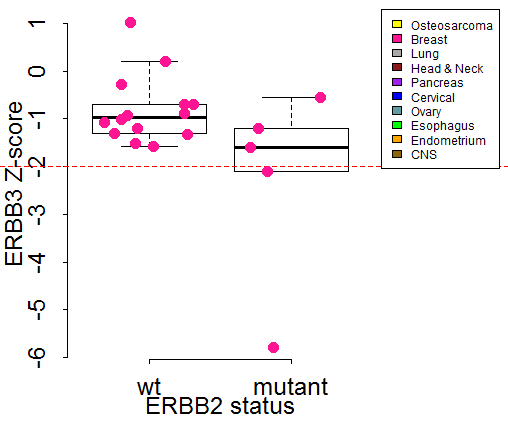 ERBB3 Z-score
1
0
-1
-2
-3
-4
-5
-6
wt
mutant
ERBB2 status
Osteosarcoma
Breast
Lung
Head & Neck
Pancreas
Cervical
Ovary
Esophagus
Endometrium
CNS